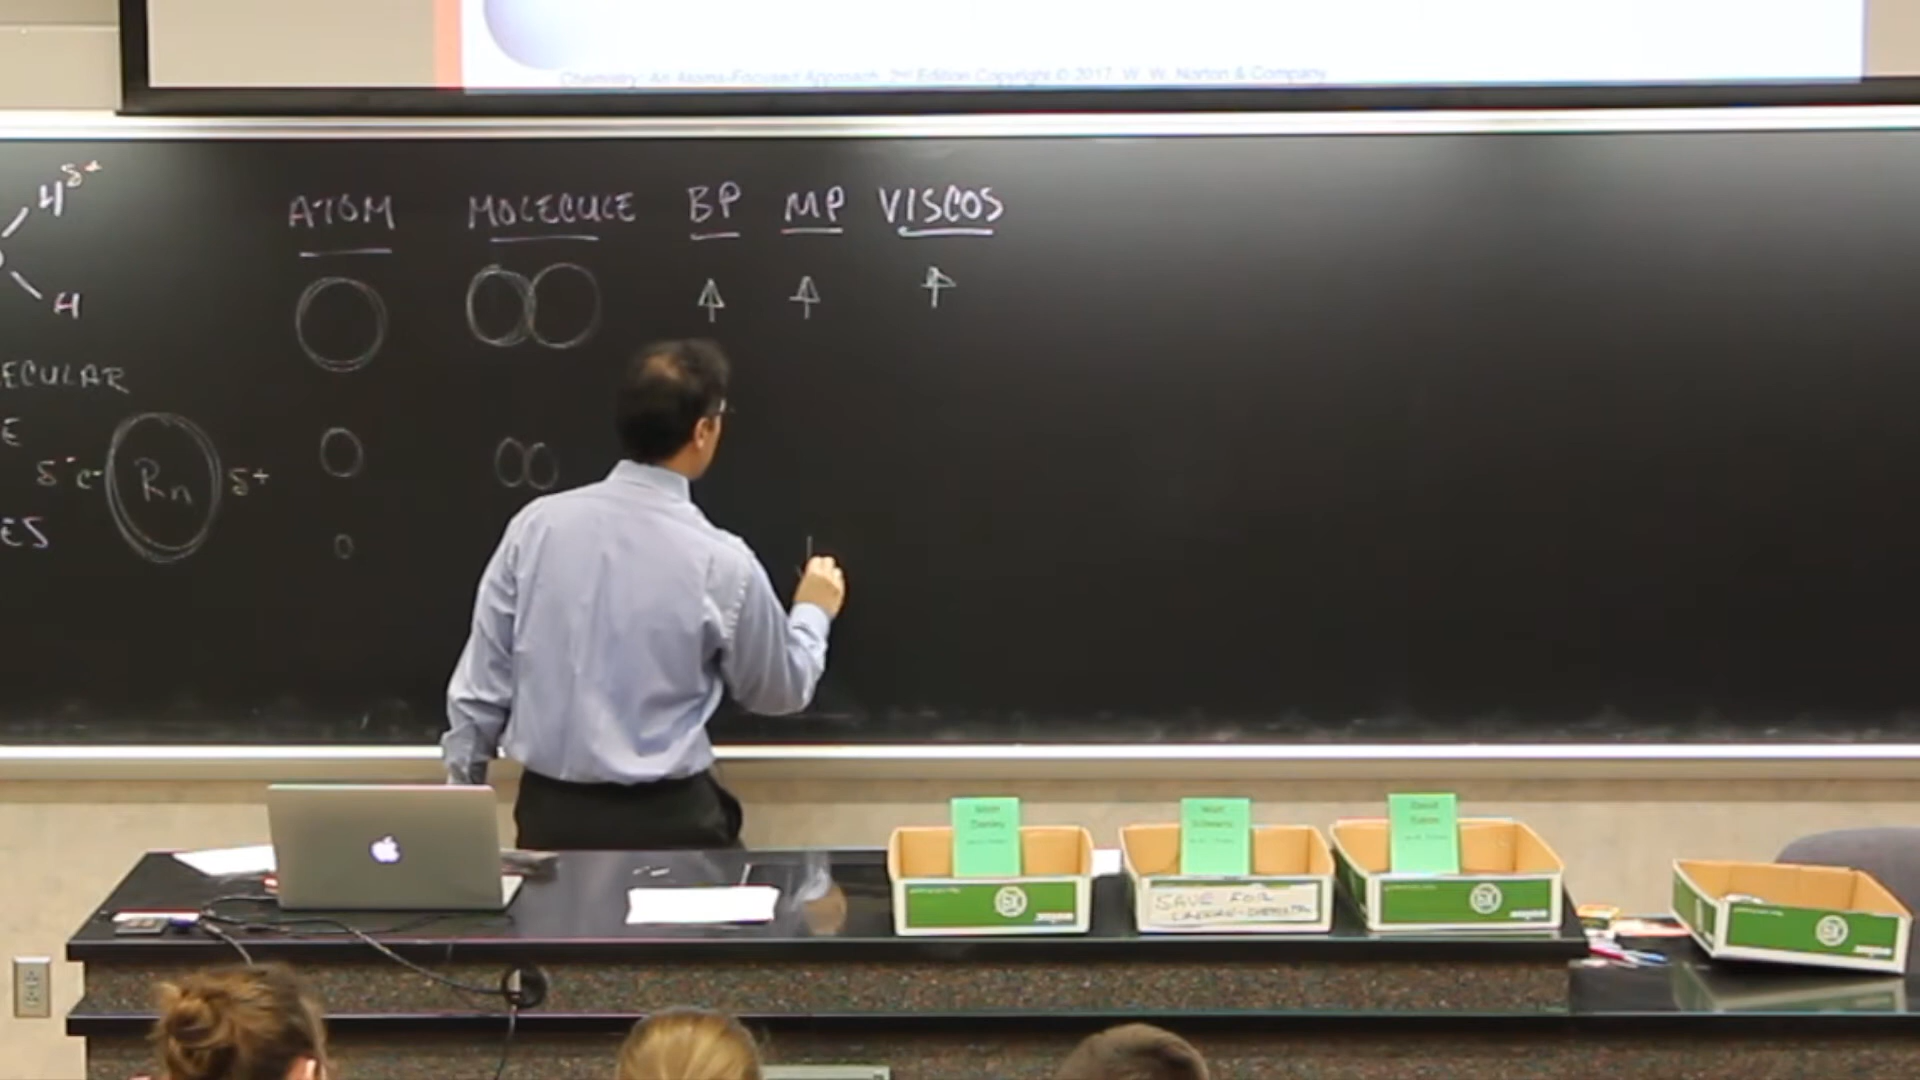 Chemistry: An Atoms-Focused Approach, 2nd Edition Copyright © 2017, W. W. Norton & Company
H δ+
H
ATOM MOLECULE BP MP VISCOS
ECULAR
E
δ- e- Rn δ+
ES
SAVE FOR